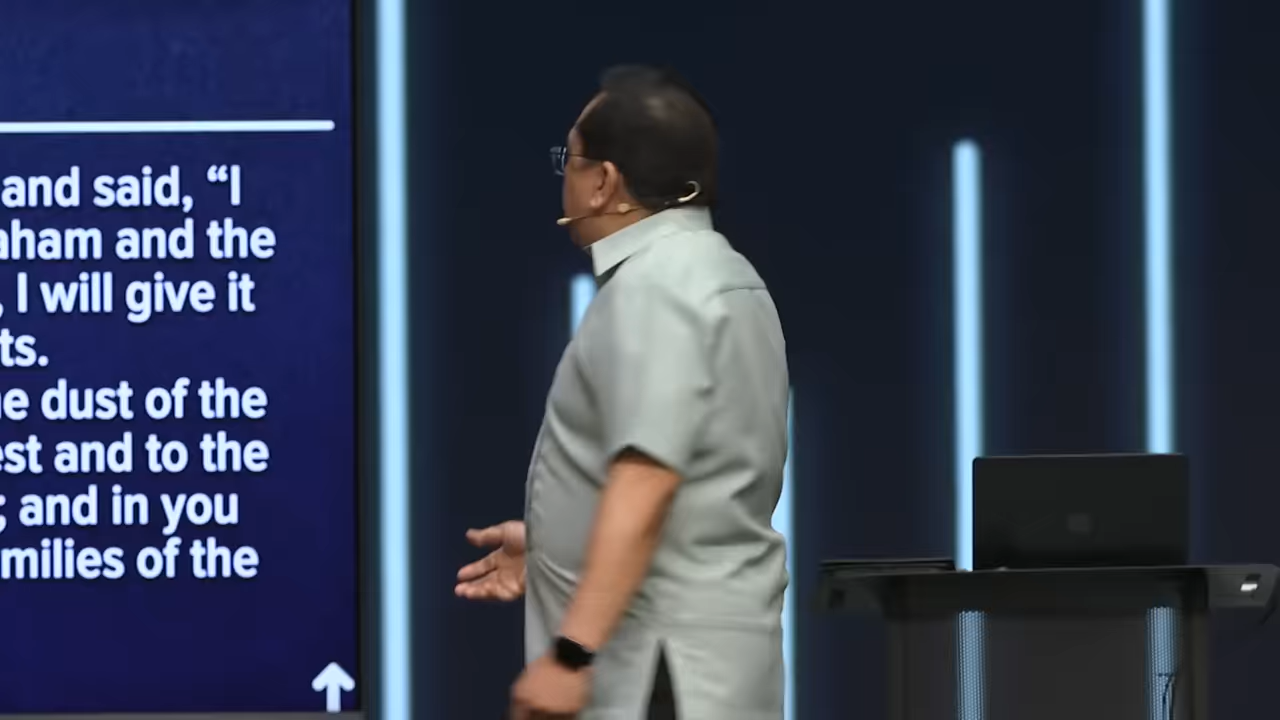 and said, “I
aham and the
, I will give it
ts.
e dust of the
est and to the
; and in you
milies of the